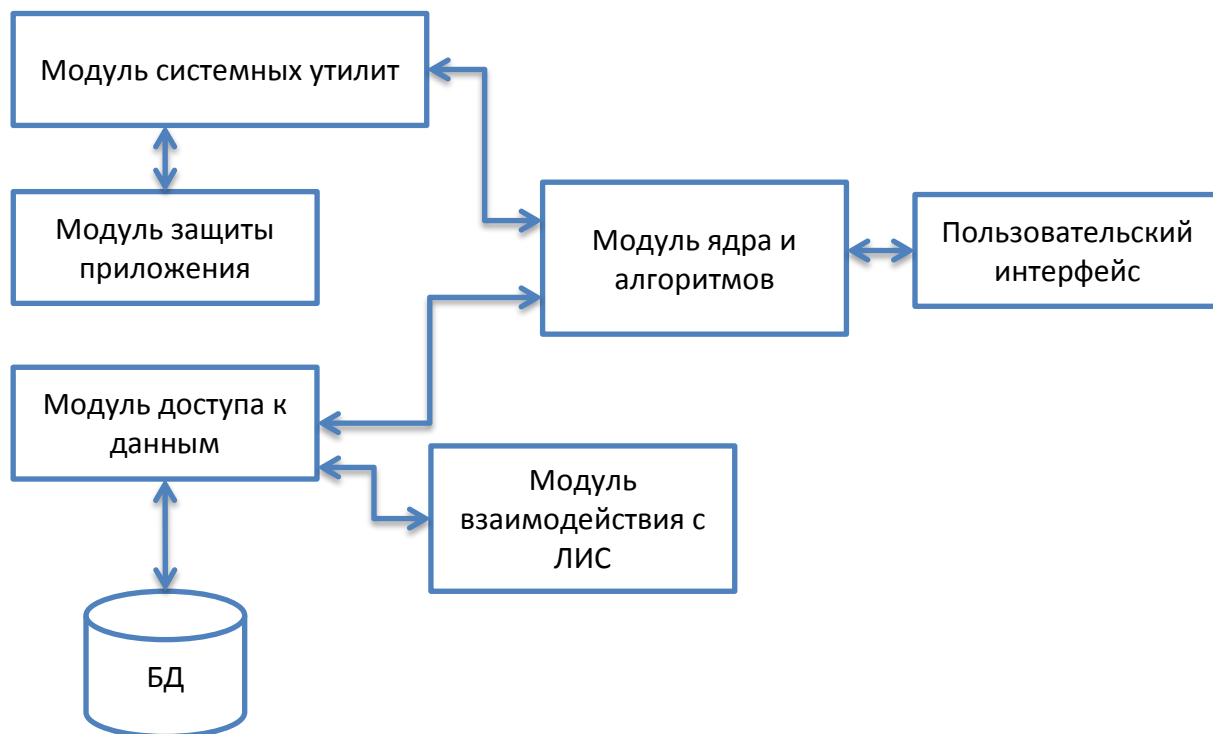 Модуль системных утилит
Модуль защиты
приложения
Модуль ядра и
алгоритмов
Пользовательский
интерфейс
Модуль доступа к
данным
Модуль
взаимодействия с
ЛИС
БД